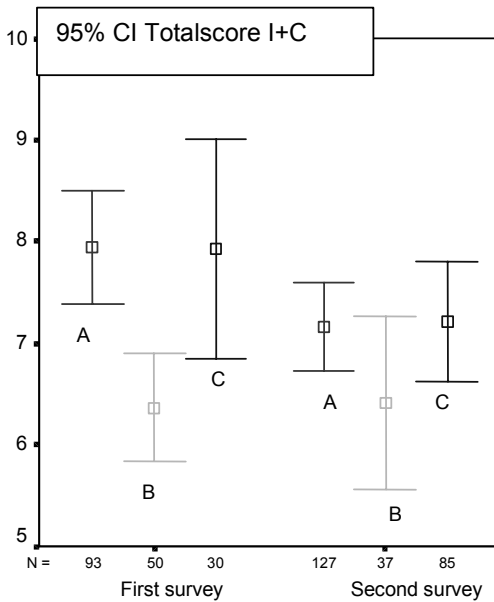 95% CI Totalscore I+C
10
9
8
7
6
5
A
B
C
A
B
C
N = 93 50 30 127 37 85
First survey Second survey